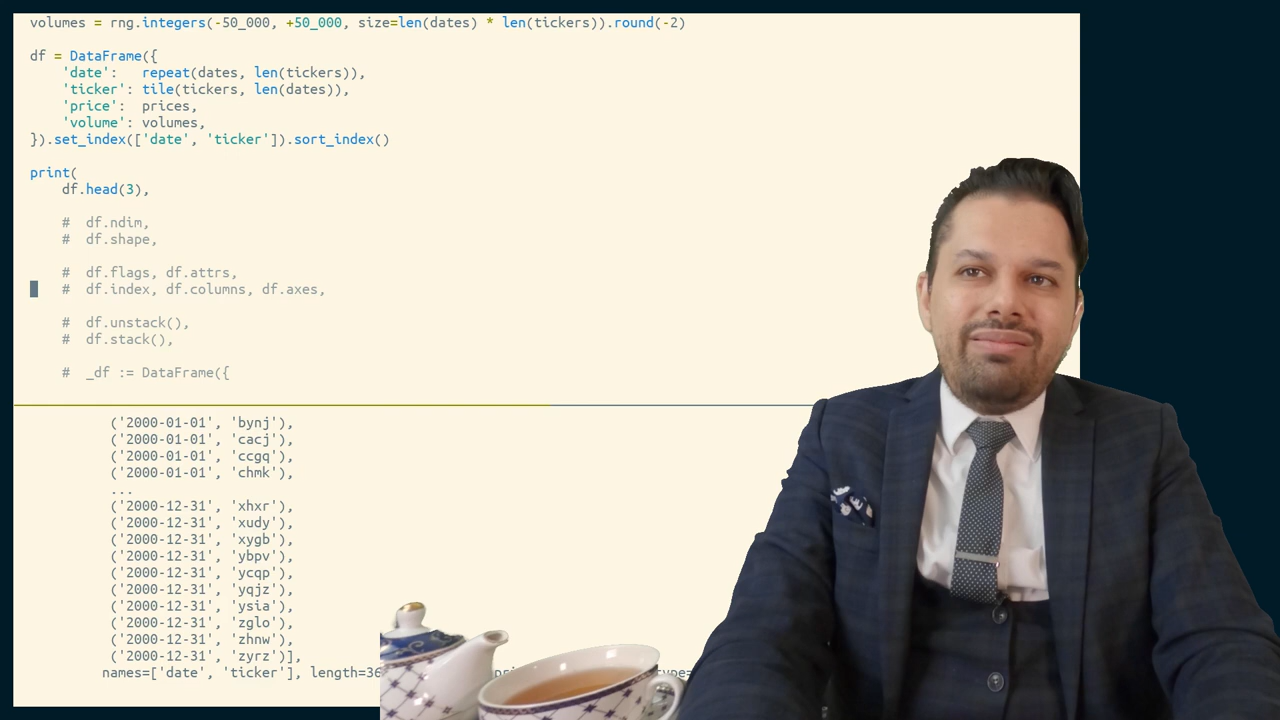 volumes = rng.integers(-50_000, +50_000, size=len(dates) * len(tickers)).round(-2)
df = DataFrame({
'date':   repeat(dates, len(tickers)),
'ticker': tile(tickers, len(dates)),
'price':  prices,
'volume': volumes,
}).set_index(['date', 'ticker']).sort_index()
print(
df.head(3),
#  df.ndim,
#  df.shape,
#  df.flags, df.attrs,
#  df.index, df.columns, df.axes,
#  df.unstack(),
#  df.stack(),
#  _df := DataFrame({
('2000-01-01', 'bynj'),
('2000-01-01', 'cacj'),
('2000-01-01', 'ccgq'),
('2000-01-01', 'chmk'),
...
('2000-12-31', 'xhxr'),
('2000-12-31', 'xudy'),
('2000-12-31', 'xygb'),
('2000-12-31', 'ybpv'),
('2000-12-31', 'ycqp'),
('2000-12-31', 'yqjz'),
('2000-12-31', 'ysia'),
('2000-12-31', 'zglo'),
('2000-12-31', 'zhnw'),
('2000-12-31', 'zyrz')],
names=['date', 'ticker'], length=36